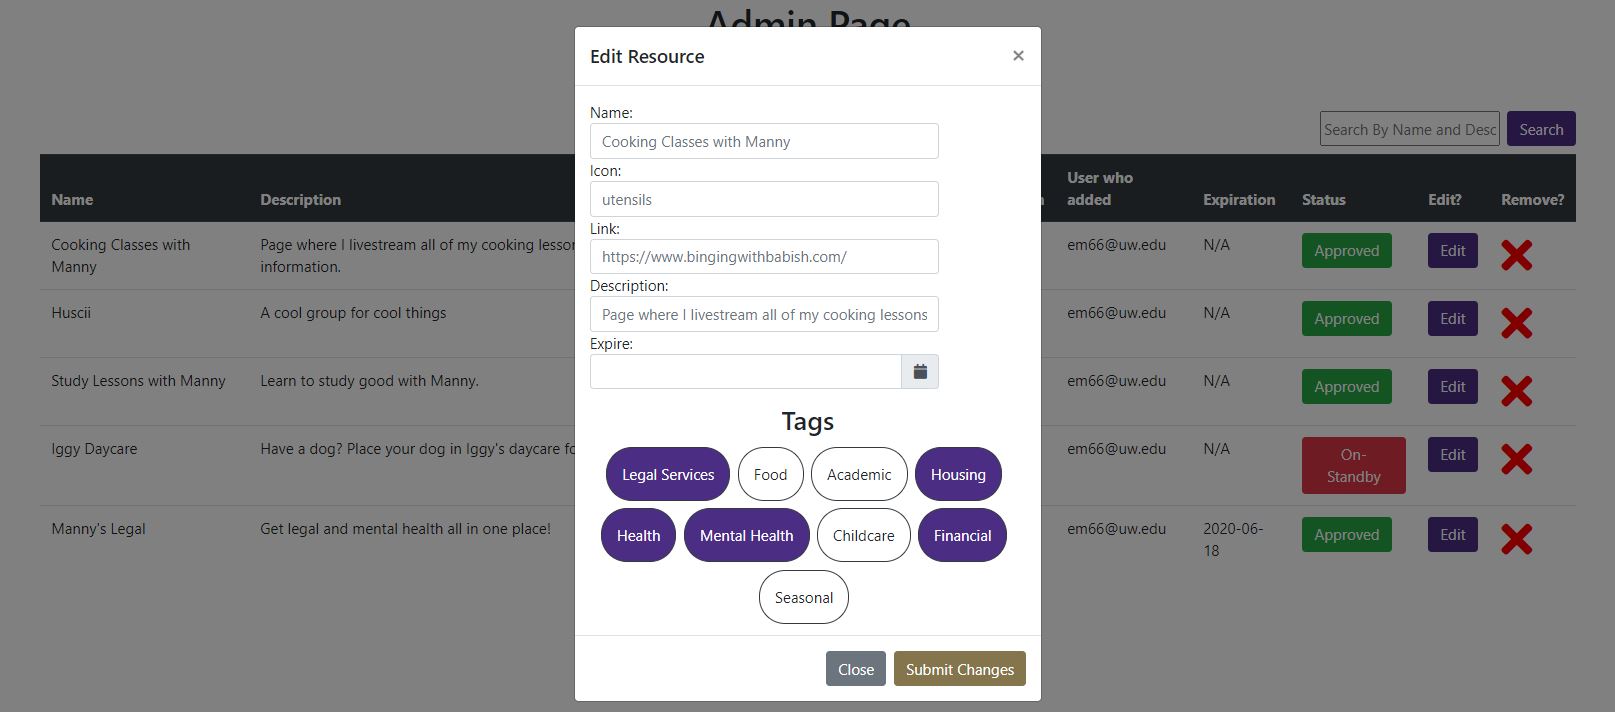 Admin Page
Edit Resource ×
Name:
Cooking Classes with Manny
Icon:
utensils
Link:
https://www.bingingwithbabish.com/
Description:
Page where I livestream all of my cooking lessons
Expire:
Tags
Legal Services Food Academic Housing
Health Mental Health Childcare Financial
Seasonal
Close Submit Changes
Search By Name and Desc Search
Name Description User who added Expiration Status Edit? Remove?
Cooking Classes with Manny Page where I livestream all of my cooking information. em66@uw.edu N/A Approved Edit
Huscii A cool group for cool things em66@uw.edu N/A Approved Edit
Study Lessons with Manny Learn to study good with Manny. em66@uw.edu N/A Approved Edit
Iggy Daycare Have a dog? Place your dog in Iggy's daycare em66@uw.edu N/A On-Standby Edit
Manny's Legal Get legal and mental health all in one place! em66@uw.edu 2020-06-18 Approved Edit